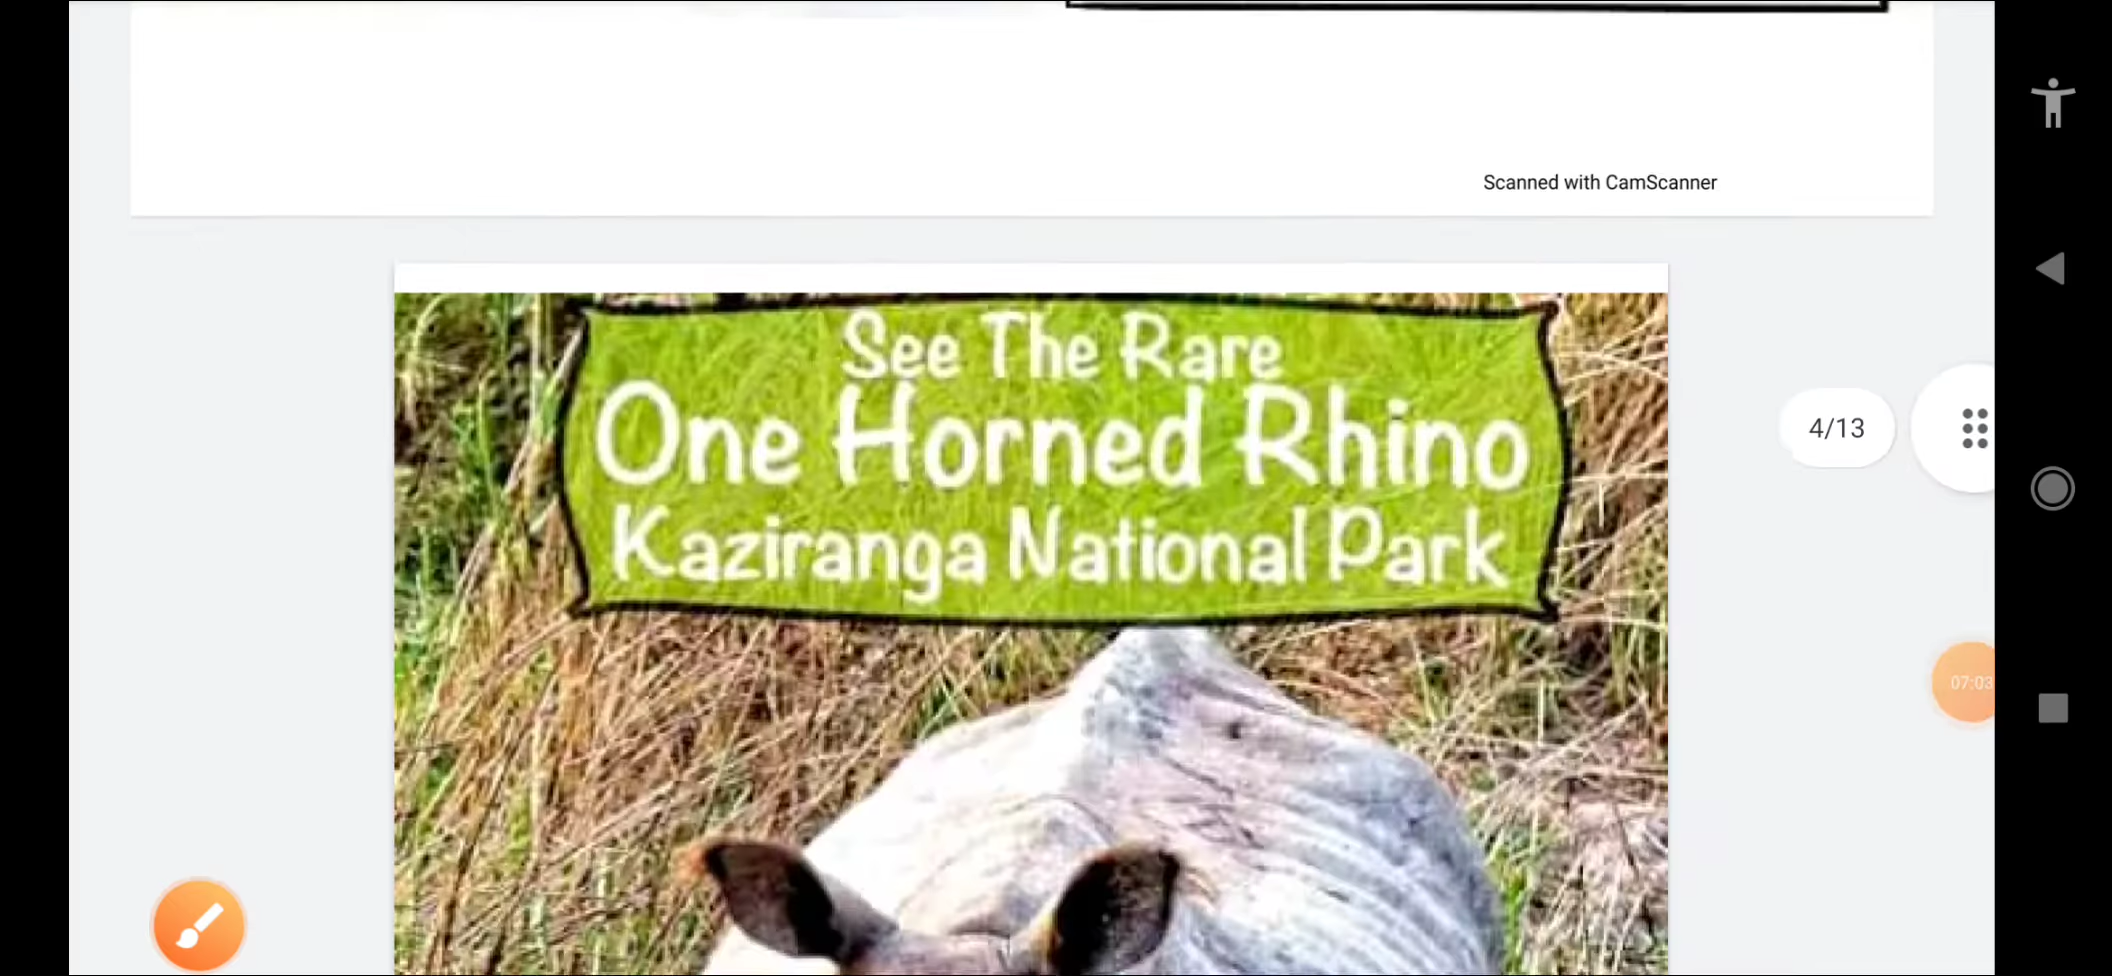 Scanned with CamScanner
See The Rare
One Horned Rhino
Kaziranga National Park
4/13
07:03